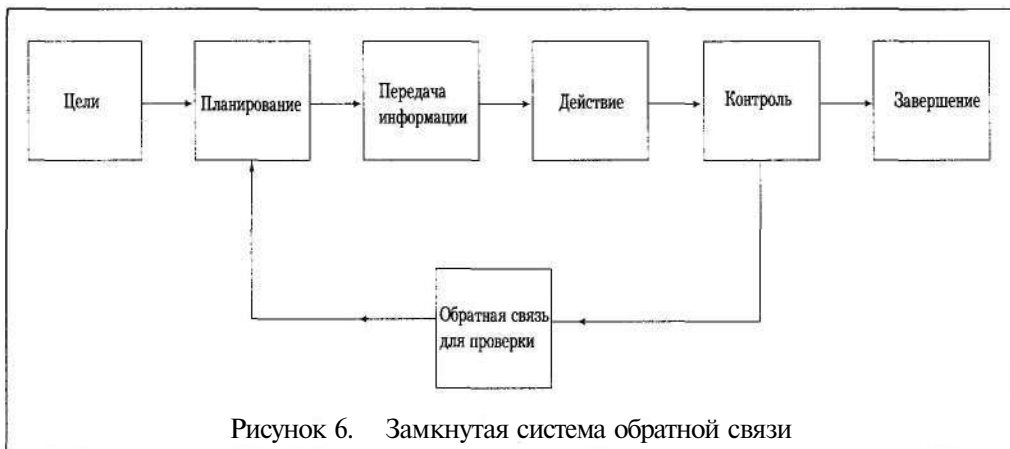 Цели
Планирование
Передача
информации
Действие
Контроль
Завершение
Обратная связь
для проверки
Рисунок 6. Замкнутая система обратной связи